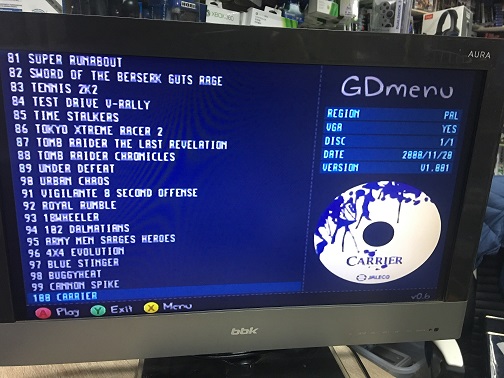 AURA
81 SUPER RUNABOUT
82 SWORD OF THE BERSERK GUTS RAGE
83 TENNIS 2K2
84 TEST DRIVE V-RALLY
85 TIME STALKERS
86 TOKYO XTREME RACER 2
87 TOMB RAIDER THE LAST REVELATION
88 TOMB RAIDER CHRONICLES
89 UNDER DEFEAT
90 URBAN CHAOS
91 VIGILANTE 8 SECOND OFFENSE
92 ROYAL RUMBLE
93 18WHEELER
94 102 DALMATIANS
95 ARMY MEN SARGES HEROES
96 4X4 EVOLUTION
97 BLUE STINGER
98 BUGGYHEAT
99 CANNON SPIKE
100 CARRIER
A Play Y Exit X Menu
GDmenu
REGION PAL
VGA YES
DISC 1/1
DATE 2000/11/20
VERSION V1.001
CARRIER
JALECO
bbk